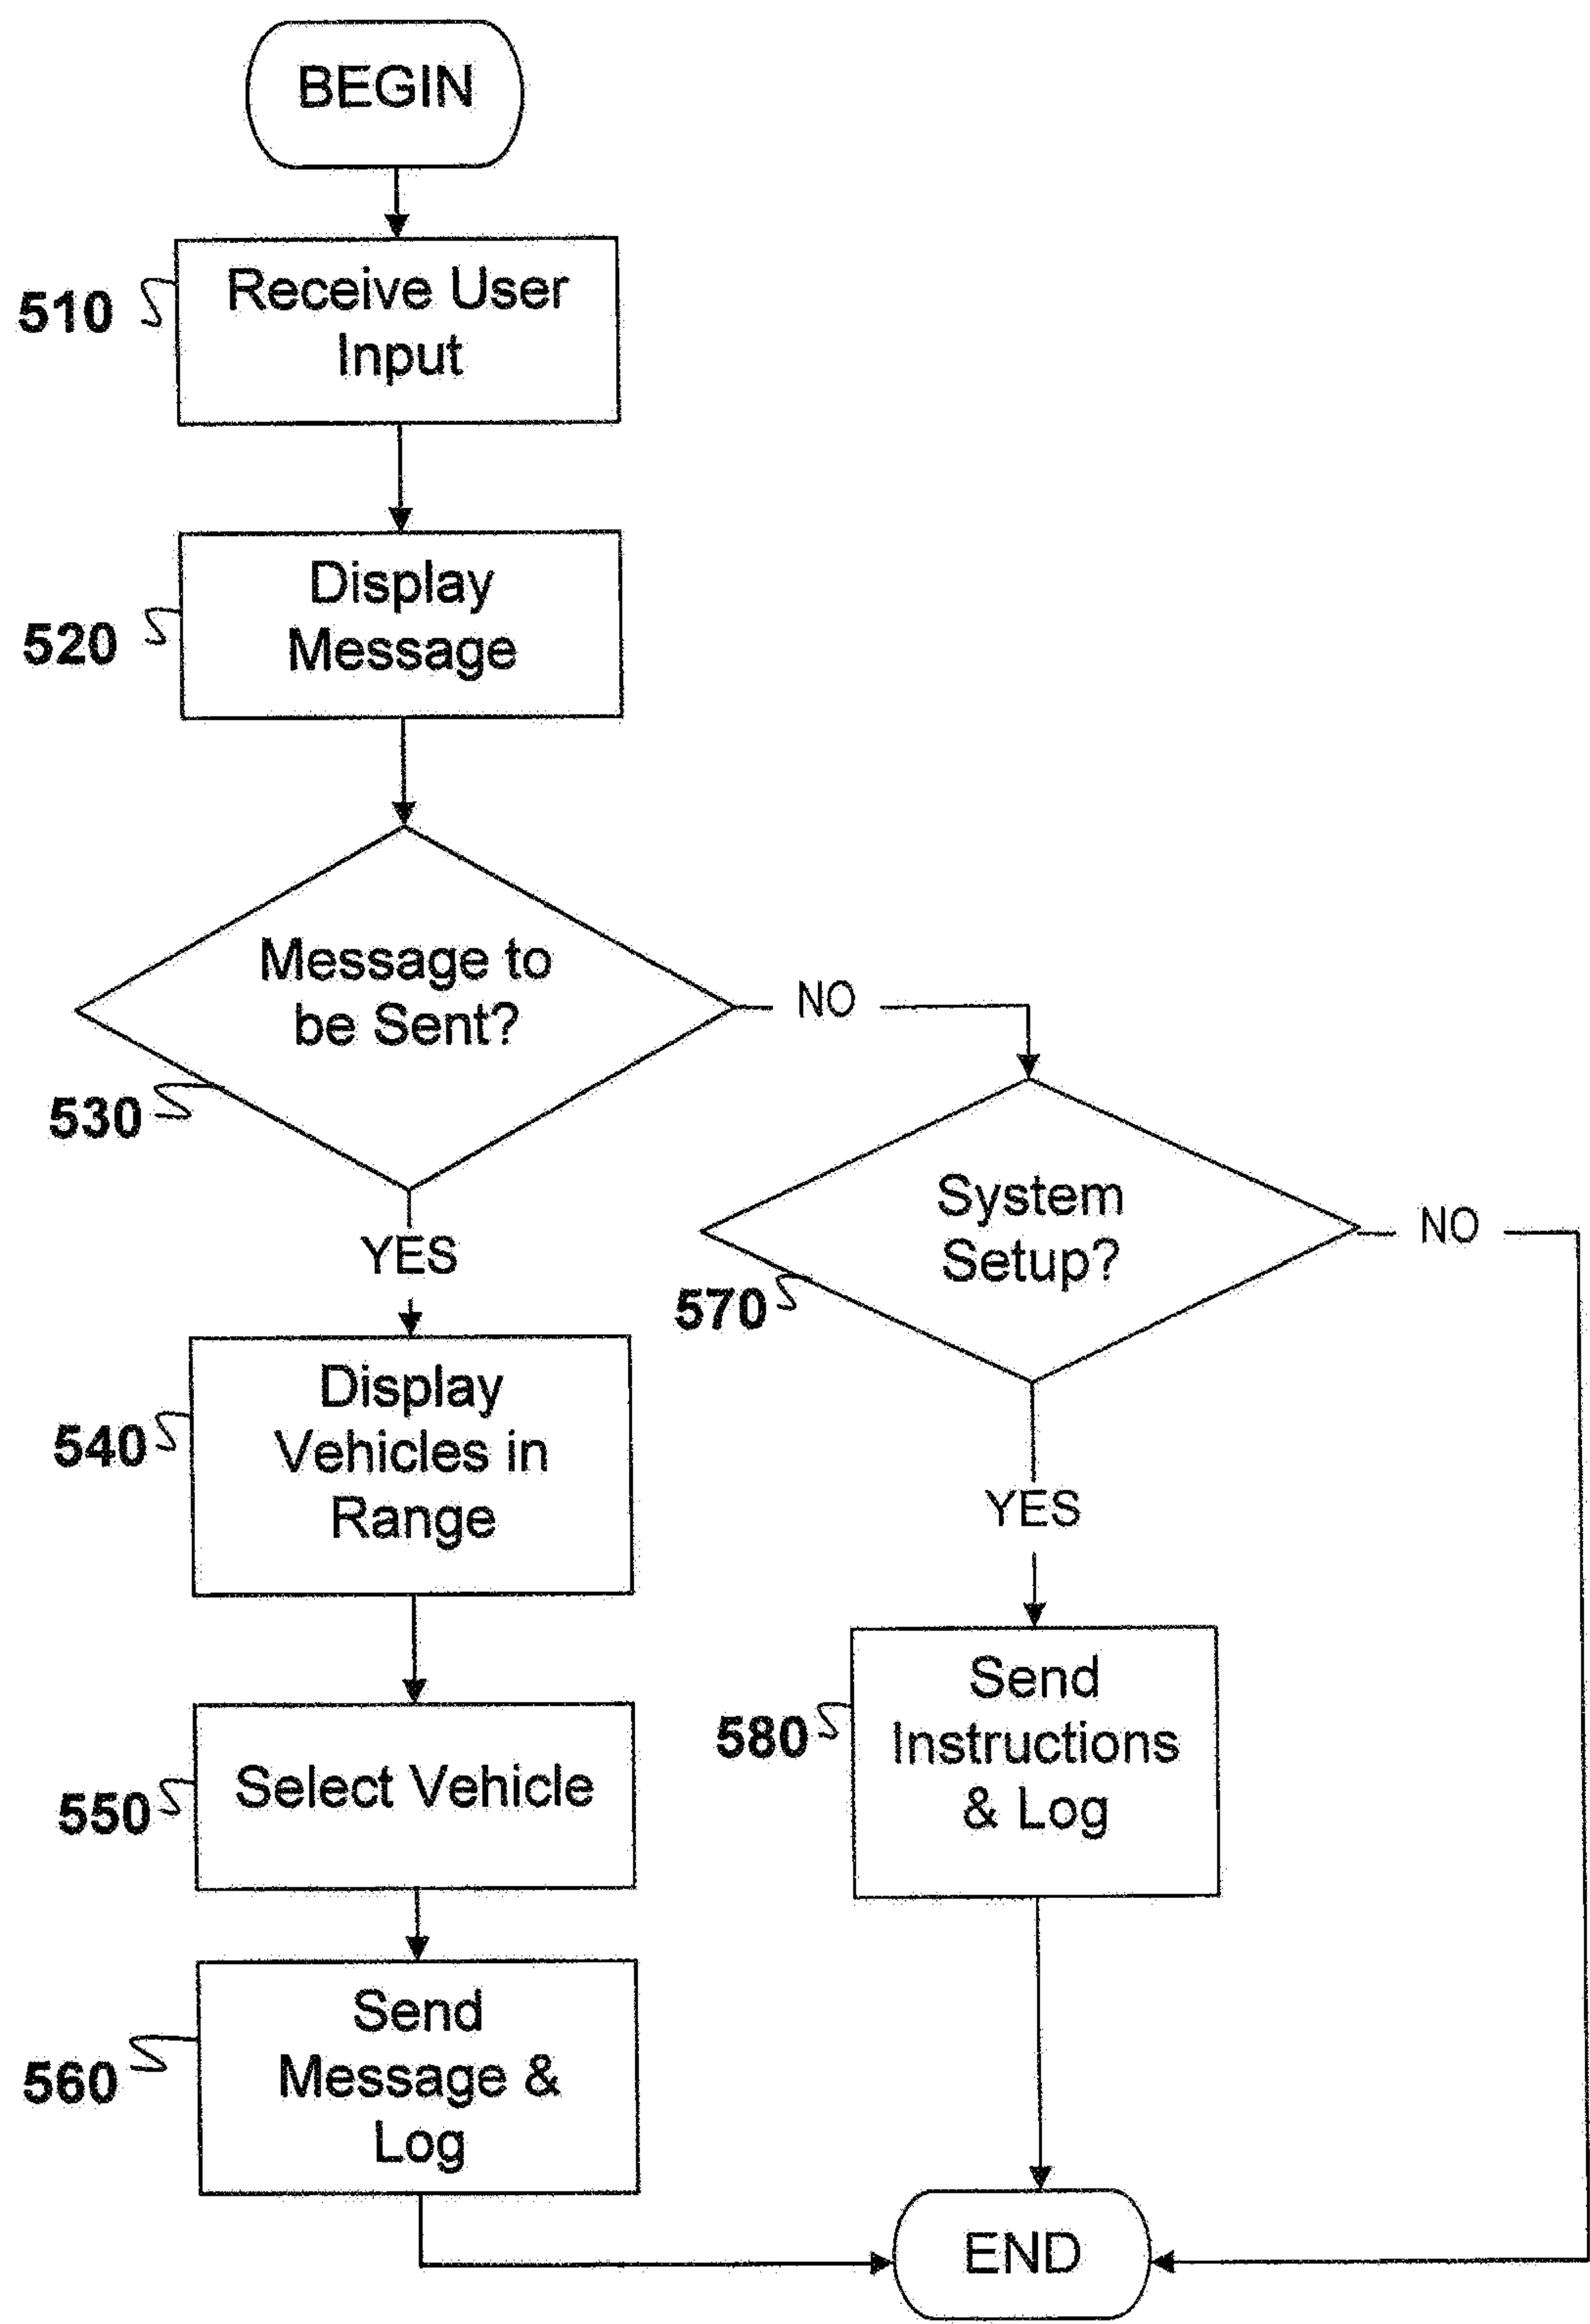 BEGIN
510
Receive User
Input
520
Display
Message
Message to
be Sent?
530
NO
YES
System
Setup?
570
NO
YES
540
Display
Vehicles in
Range
550
Select Vehicle
580
Send
Instructions
& Log
560
Send
Message &
Log
END